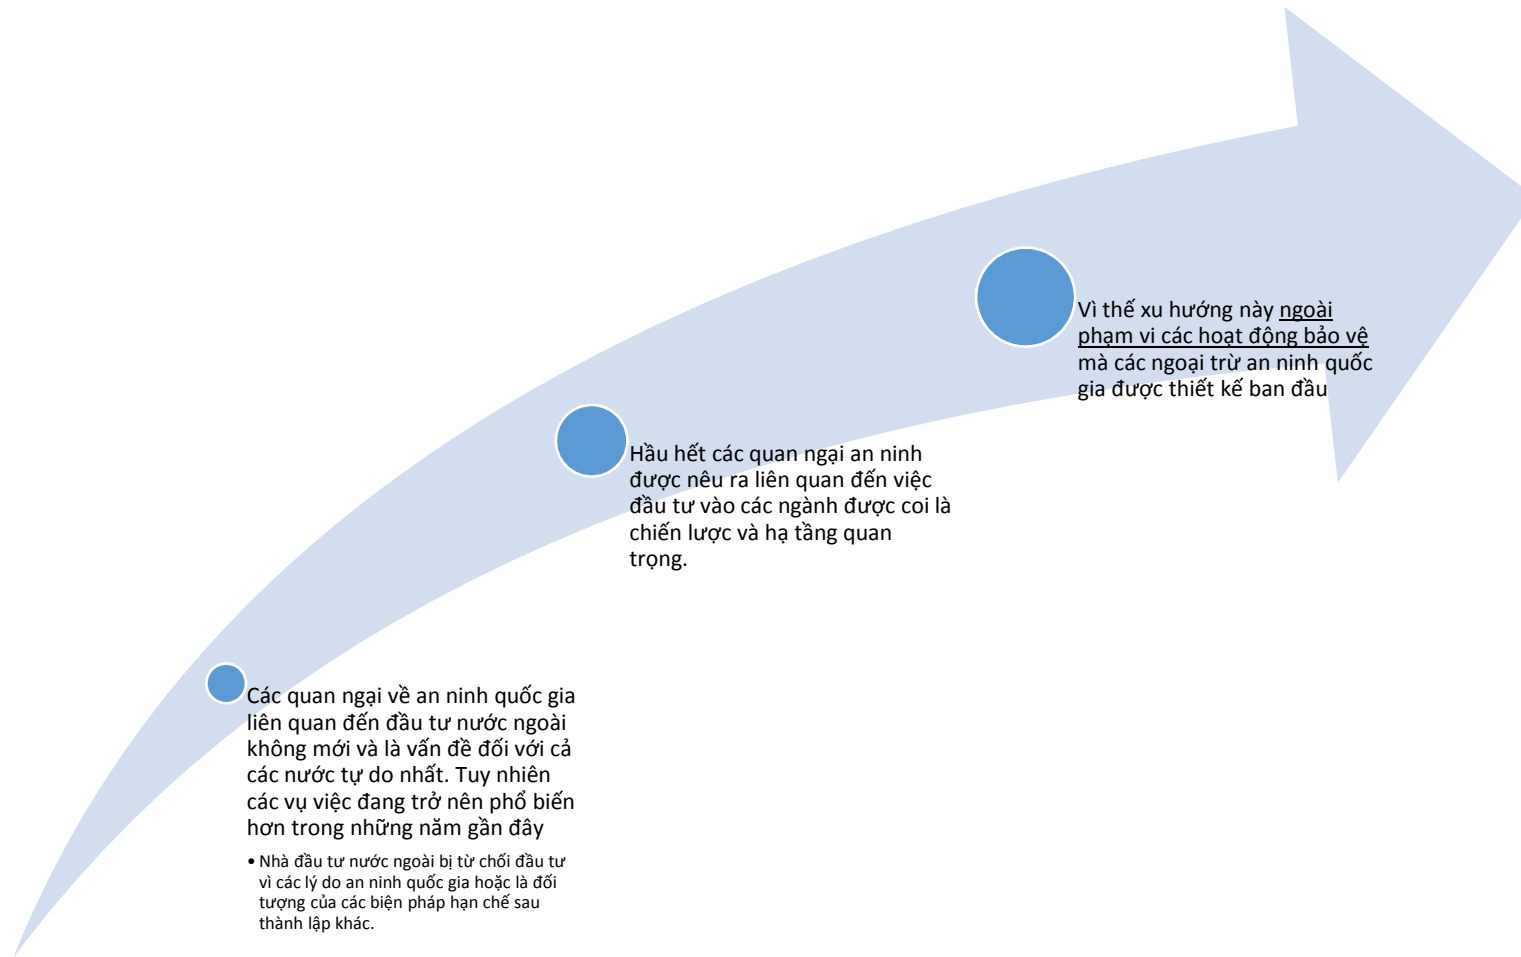 Vì thế xu hướng này ngoài
phạm vi các hoạt động bảo vệ
mà các ngoại trừ an ninh quốc
gia được thiết kế ban đầu
Hầu hết các quan ngại an ninh
được nêu ra liên quan đến việc
đầu tư vào các ngành được coi là
chiến lược và hạ tầng quan
trọng.
Các quan ngại về an ninh quốc gia
liên quan đến đầu tư nước ngoài
không mới và là vấn đề đối với cả
các nước tự do nhất. Tuy nhiên
các vụ việc đang trở nên phổ biến
hơn trong những năm gần đây
• Nhà đầu tư nước ngoài bị từ chối đầu tư
vì các lý do an ninh quốc gia hoặc là đối
tượng của các biện pháp hạn chế sau
thành lập khác.